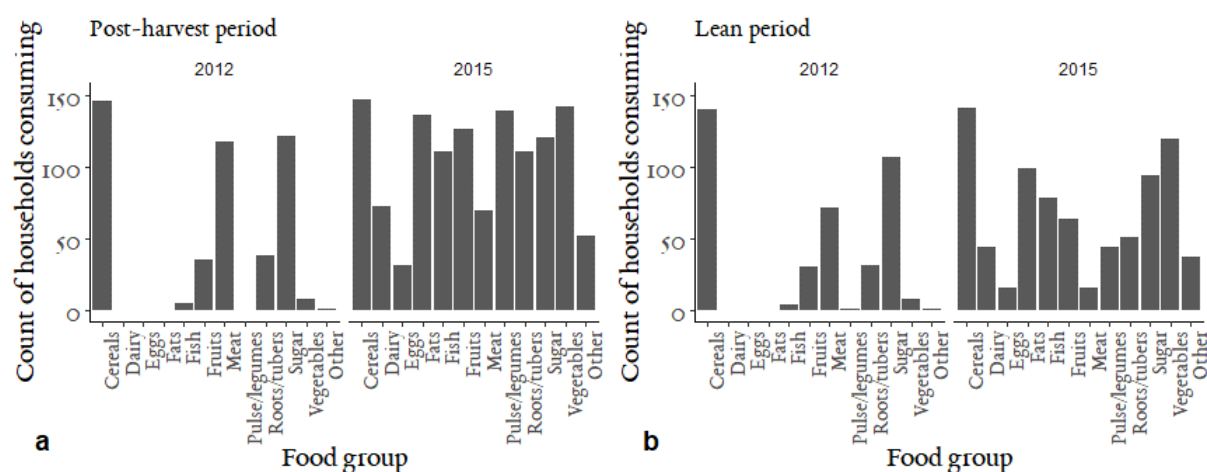 Post-harvest period
2012
2015
Count of households consuming
150
100
50
0
Cereals
Dairy
Eggs
Fats
Fish
Fruits
Meat
Pulse/legumes
Roots/tubers
Sugar
Vegetables
Other
Cereals
Dairy
Eggs
Fats
Fish
Fruits
Meat
Pulse/legumes
Roots/tubers
Sugar
Vegetables
Other
a
Food group
Lean period
2012
2015
Count of households consuming
150
100
50
0
Cereals
Dairy
Eggs
Fats
Fish
Fruits
Meat
Pulse/legumes
Roots/tubers
Sugar
Vegetables
Other
Cereals
Dairy
Eggs
Fats
Fish
Fruits
Meat
Pulse/legumes
Roots/tubers
Sugar
Vegetables
Other
b
Food group